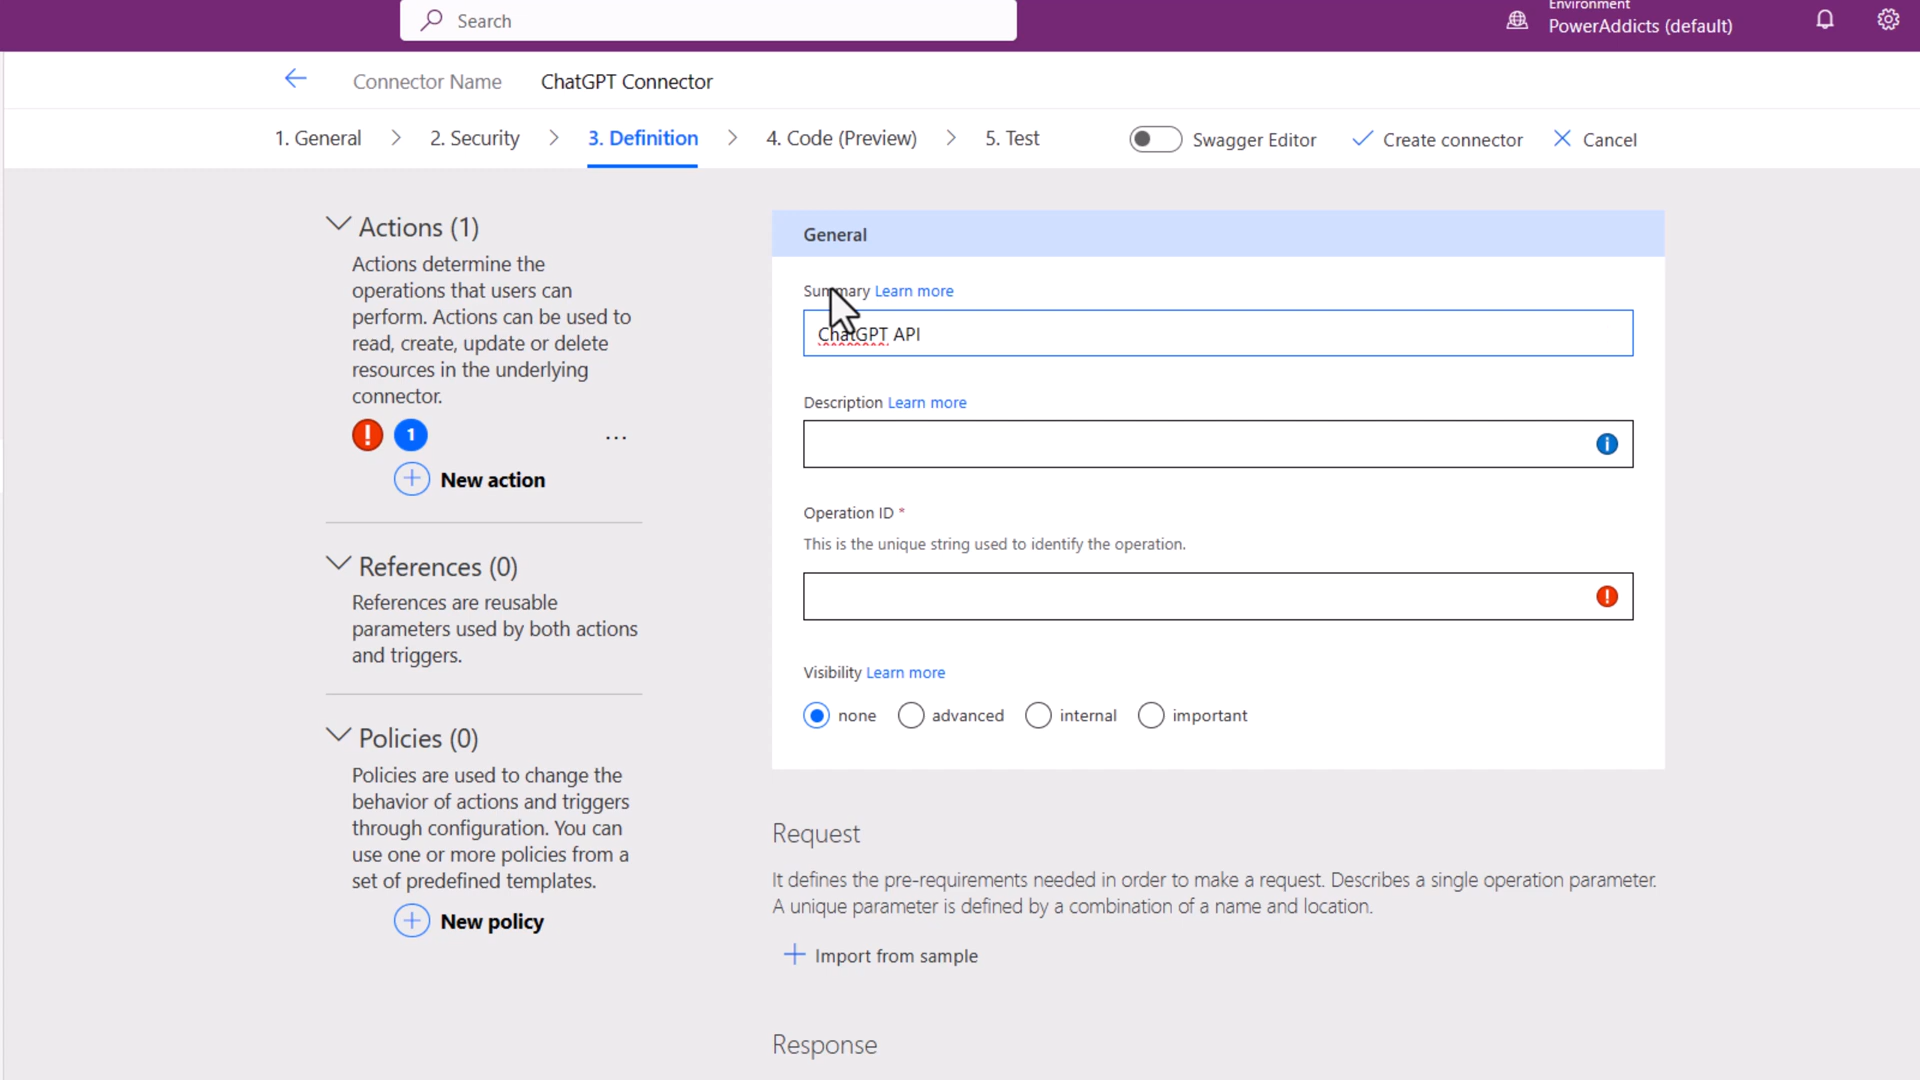 Search
Environment
PowerAddicts (default)
Connector Name ChatGPT Connector
1. General 2. Security 3. Definition 4. Code (Preview) 5. Test Swagger Editor Create connector Cancel
Actions (1)
Actions determine the
operations that users can
perform. Actions can be used to
read, create, update or delete
resources in the underlying
connector.
! 1 ...
New action
References (0)
References are reusable
parameters used by both actions
and triggers.
Policies (0)
Policies are used to change the
behavior of actions and triggers
through configuration. You can
use one or more policies from a
set of predefined templates.
New policy
General
Summary Learn more
ChatGPT API
Description Learn more
Operation ID *
This is the unique string used to identify the operation.
Visibility Learn more
none advanced internal important
Request
It defines the pre-requirements needed in order to make a request. Describes a single operation parameter.
A unique parameter is defined by a combination of a name and location.
Import from sample
Response